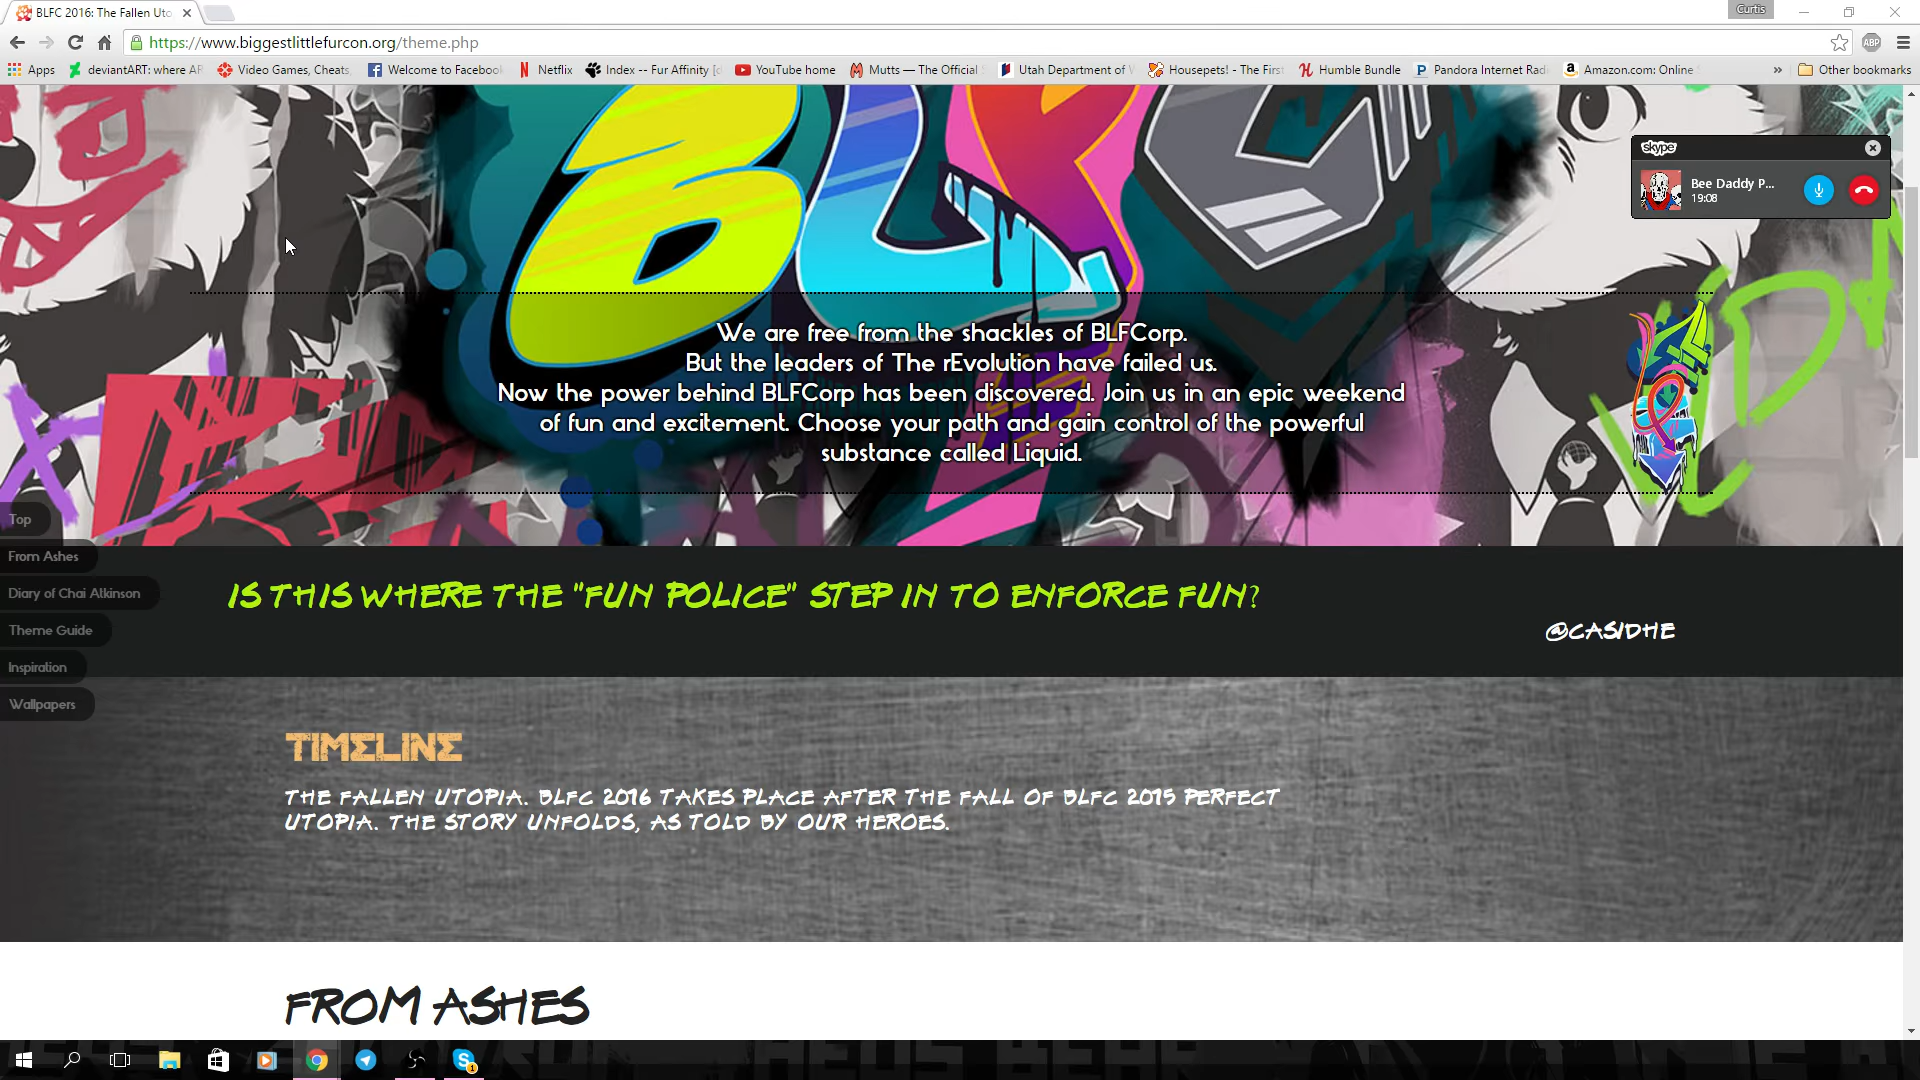 BLFC 2016: The Fallen Uto
Curtis
https://www.biggestlittlefurcon.org/theme.php
ABP
Apps
deviantART: where AR
Video Games, Cheats,
Welcome to Facebook
Netflix
Index -- Fur Affinity [d
YouTube home
Mutts — The Official
Utah Department of W
Housepets! - The First
Humble Bundle
Pandora Internet Radi
Amazon.com: Online
»
Other bookmarks
BLFC
skype
Bee Daddy P...
19:08
We are free from the shackles of BLFCorp.
But the leaders of The rEvolution have failed us.
Now the power behind BLFCorp has been discovered. Join us in an epic weekend
of fun and excitement. Choose your path and gain control of the powerful
substance called Liquid.
Top
From Ashes
Diary of Chai Alkinson
Theme Guide
Inspiration
Wallpapers
IS THIS WHERE THE "FUN POLICE" STEP IN TO ENFORCE FUN?
@CASIDHE
TIMELINE
THE FALLEN UTOPIA. BLFC 2016 TAKES PLACE AFTER THE FALL OF BLFC 2015 PERFECT
UTOPIA. THE STORY UNFOLDS, AS TOLD BY OUR HEROES.
FROM ASHES